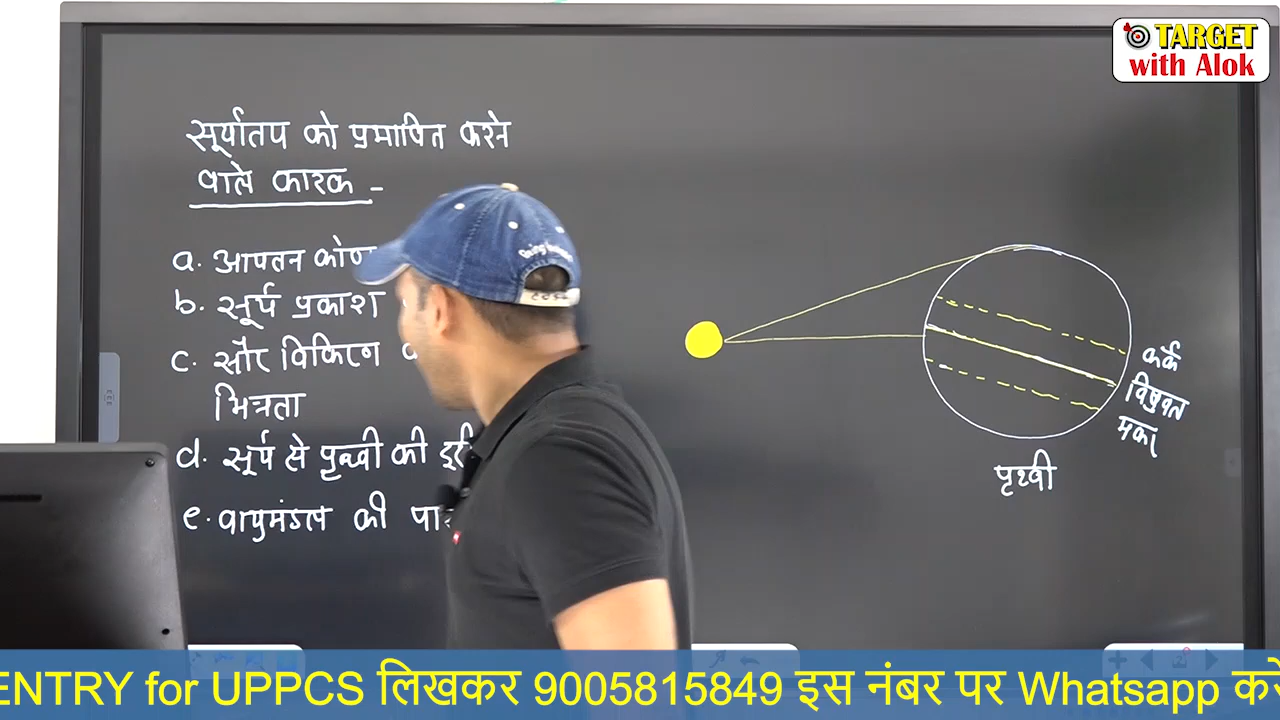 TARGET
with Alok
सूर्यातप को प्रभावित करने
वाले कारक -
a. आपतन कोण
b. सूर्य प्रकाश
c. सौर विकिरण
भिन्नता
d. सूर्य से पृथ्वी की
e. वायुमंडल की
कर्क
विषुवत
मकर
पृथ्वी
ENTRY for UPPCS लिखकर 9005815849 इस नंबर पर Whatsapp करें